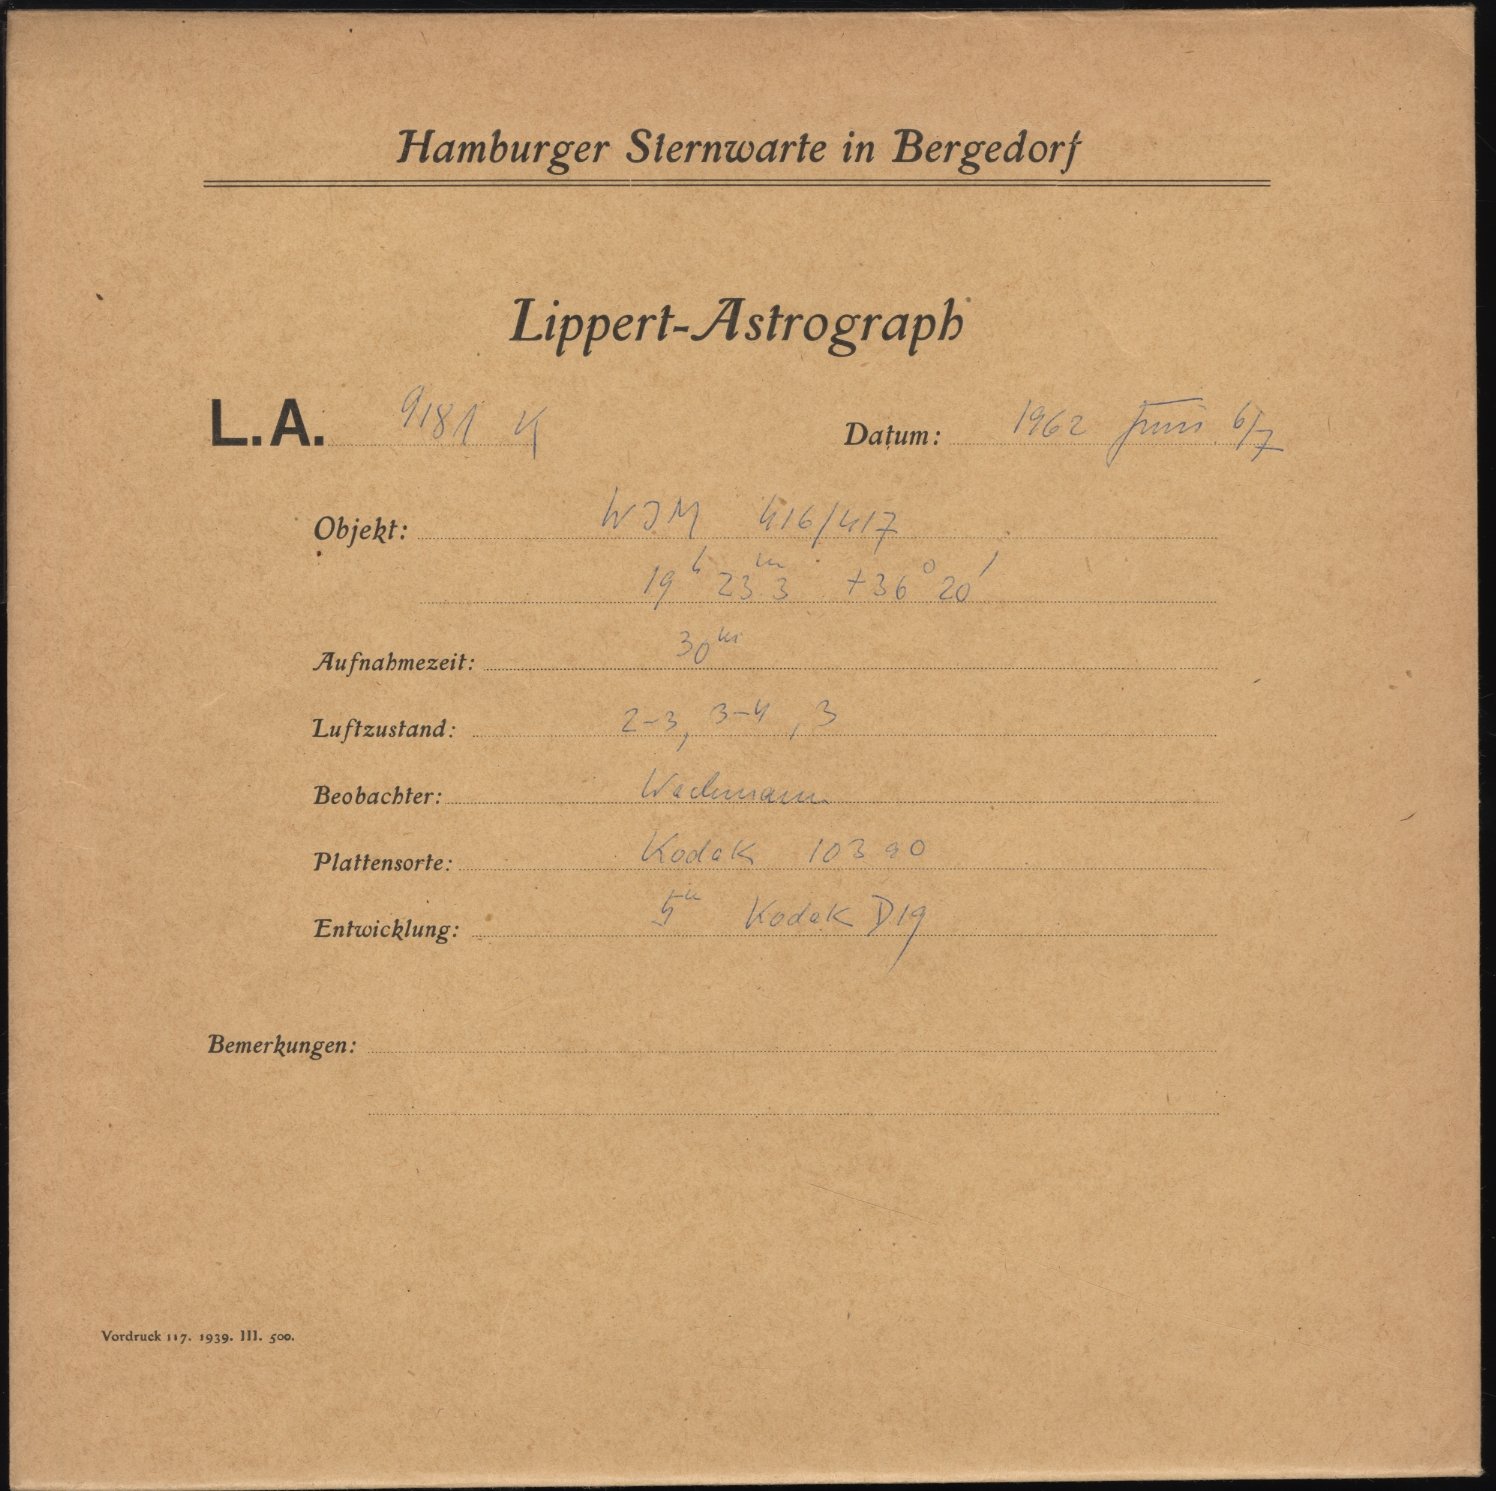 Hamburger Sternwarte in Bergedorf
Lippert-Astrograph
L.A. 9181 K Datum: 1962 Juni 6/7
Objekt: WJM 416/417
19ʰ 23ᵐ.3 +36° 20′
Aufnahmezeit: 30ᵐ
Luftzustand: 2-3, 3-4, 3
Beobachter: Wachmann
Plattensorte: Kodak 103 aO
Entwicklung: 5ᵐ Kodak D19
Bemerkungen:
Vordruck 117. 1939. III. 500.